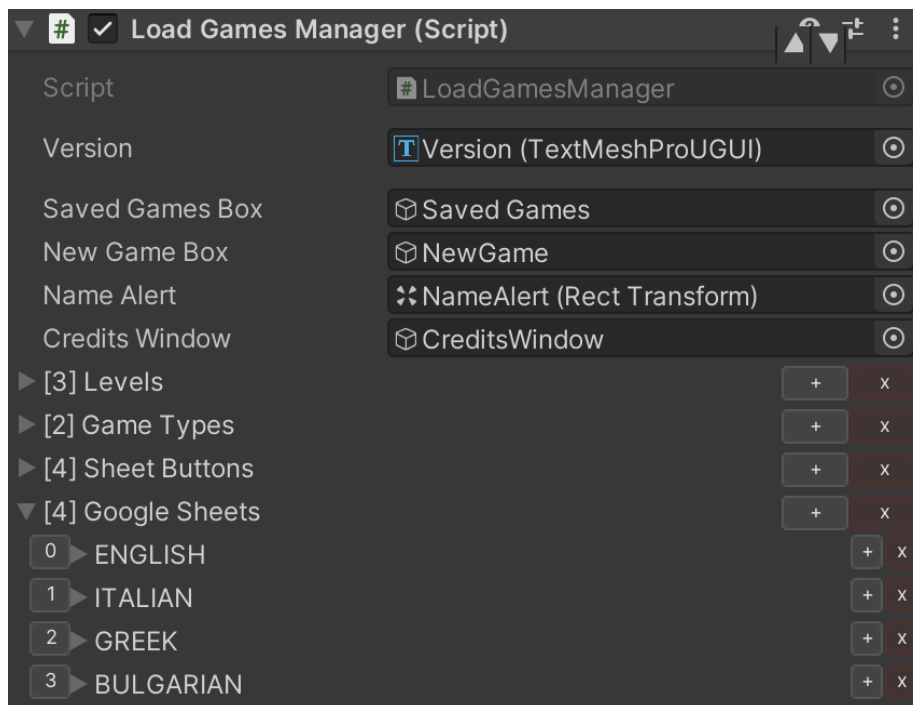 # Load Games Manager (Script)
Script # LoadGamesManager
Version T Version (TextMeshProUGUI)
Saved Games Box Saved Games
New Game Box NewGame
Name Alert NameAlert (Rect Transform)
Credits Window CreditsWindow
[3] Levels + x
[2] Game Types + x
[4] Sheet Buttons + x
[4] Google Sheets + x
0 ENGLISH + x
1 ITALIAN + x
2 GREEK + x
3 BULGARIAN + x